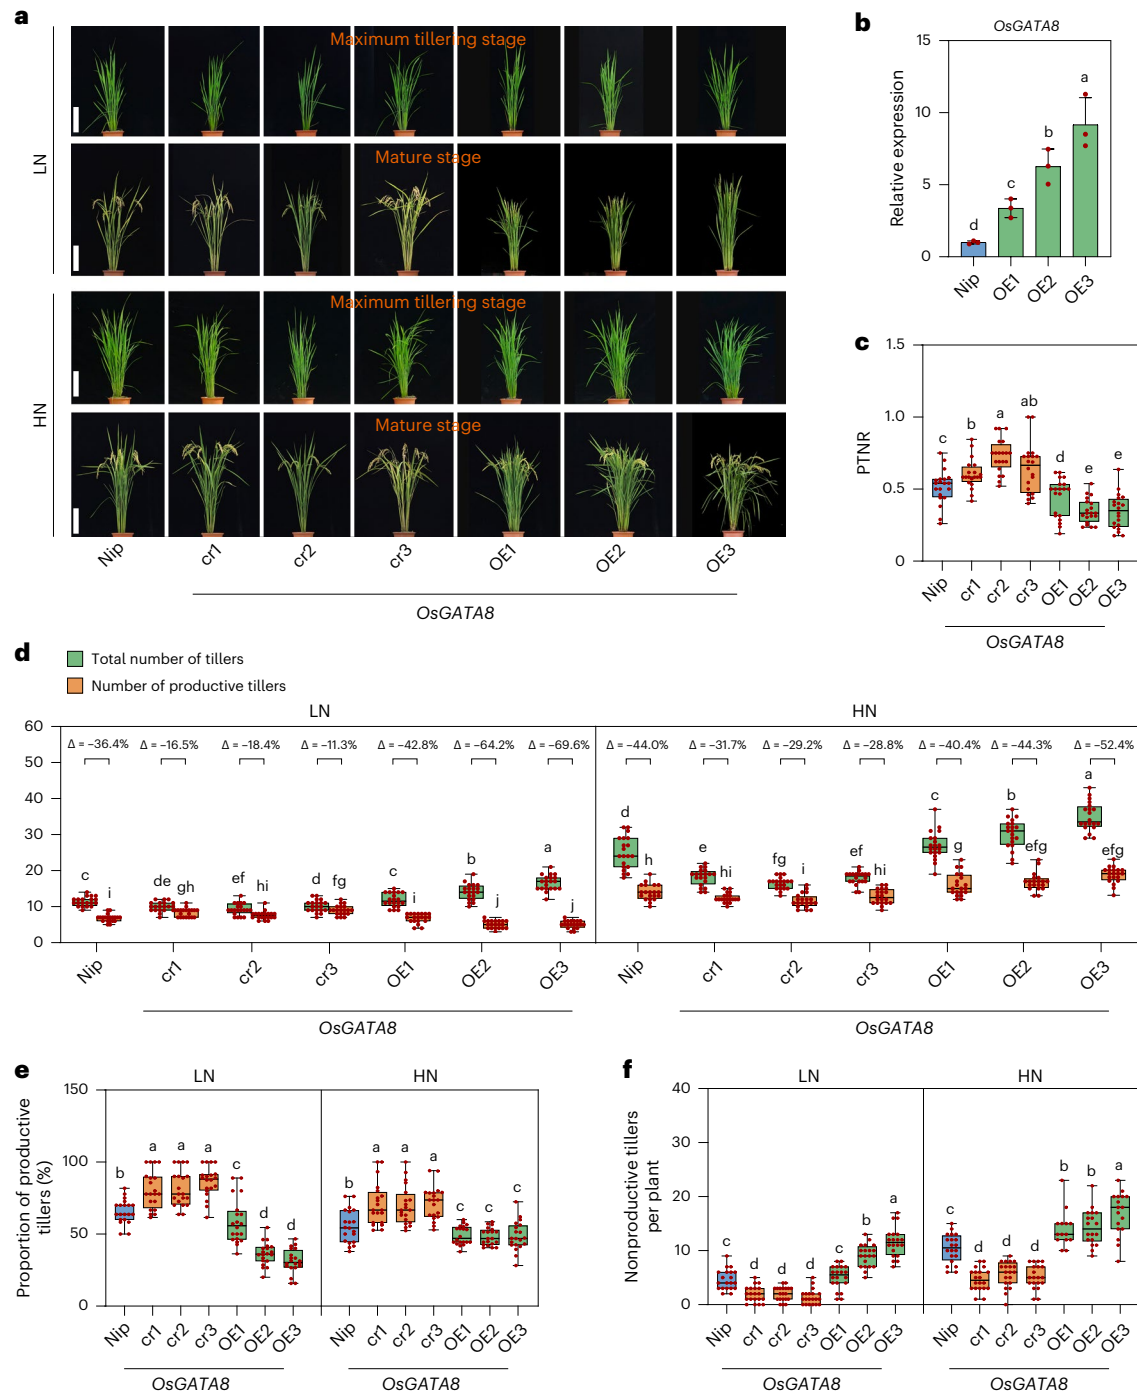 a
LN
Maximum tillering stage
Mature stage
HN
Maximum tillering stage
Mature stage
Nip cr1 cr2 cr3 OE1 OE2 OE3
OsGATA8
b
OsGATA8
Relative expression
15
10
5
0
d c b a
Nip OE1 OE2 OE3
c
PTNR
1.5
1.0
0.5
0
c b a ab d e e
Nip cr1 cr2 cr3 OE1 OE2 OE3
OsGATA8
d
Total number of tillers
Number of productive tillers
LN HN
60
50
40
30
20
10
0
Δ = −36.4% Δ = −16.5% Δ = −18.4% Δ = −11.3% Δ = −42.8% Δ = −64.2% Δ = −69.6% Δ = −44.0% Δ = −31.7% Δ = −29.2% Δ = −28.8% Δ = −40.4% Δ = −44.3% Δ = −52.4%
c i de gh ef hi d fg c i b j a j d h e hi fg i ef hi c g b efg a efg
Nip cr1 cr2 cr3 OE1 OE2 OE3 Nip cr1 cr2 cr3 OE1 OE2 OE3
OsGATA8 OsGATA8
e
LN HN
Proportion of productive
tillers (%)
150
100
50
0
b a a a c d d b a a a c c c
Nip cr1 cr2 cr3 OE1 OE2 OE3 Nip cr1 cr2 cr3 OE1 OE2 OE3
OsGATA8 OsGATA8
f
LN HN
Nonproductive tillers
per plant
40
30
20
10
0
c d d d c b a c d d d b b a
Nip cr1 cr2 cr3 OE1 OE2 OE3 Nip cr1 cr2 cr3 OE1 OE2 OE3
OsGATA8 OsGATA8